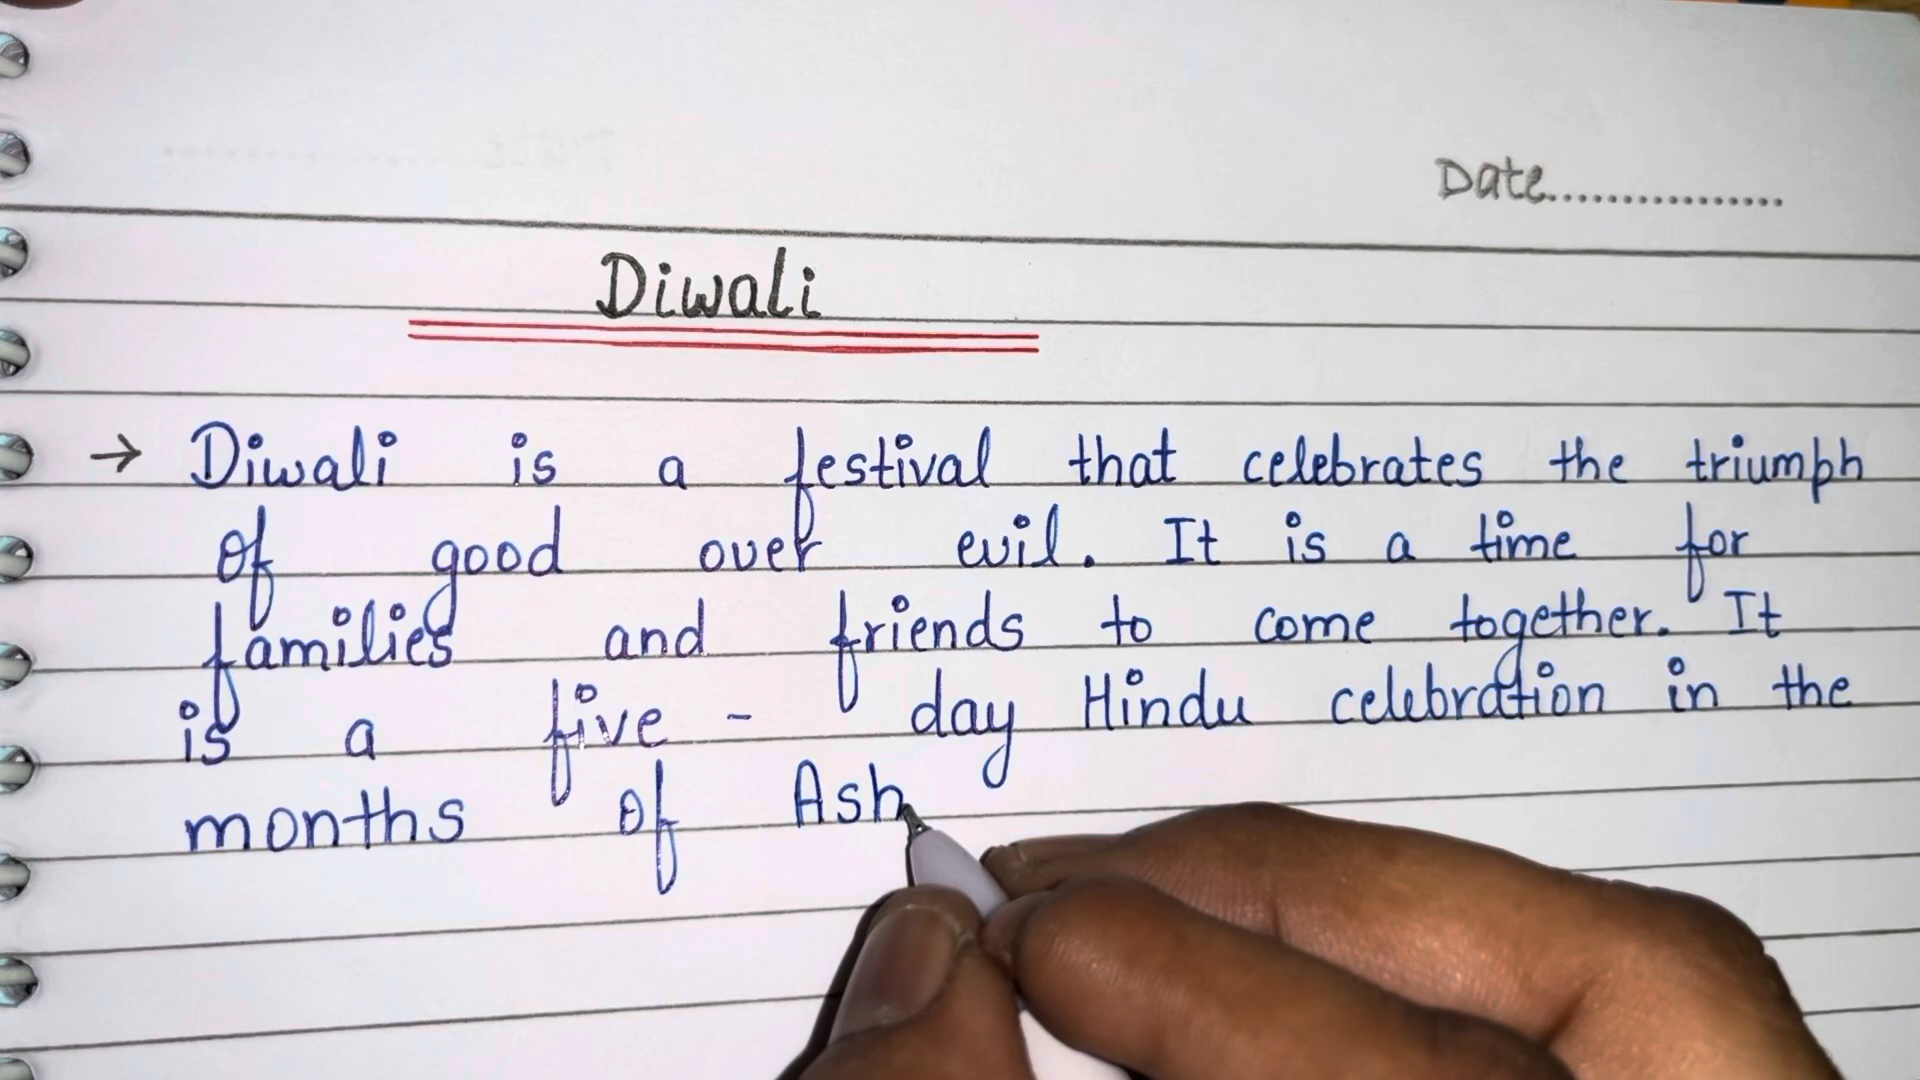 Date................
Diwali
→ Diwali is a festival that celebrates the triumph
of good over evil. It is a time for
families and friends to come together. It
is a five - day Hindu celebration in the
months of Ash